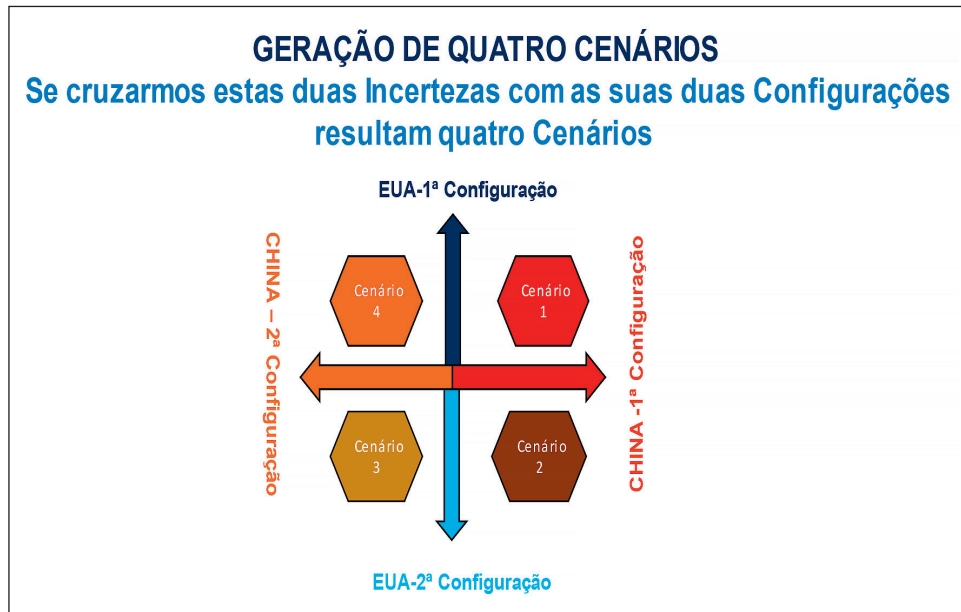 GERAÇÃO DE QUATRO CENÁRIOS
Se cruzarmos estas duas Incertezas com as suas duas Configurações
resultam quatro Cenários
EUA-1ª Configuração
CHINA – 2ª Configuração
Cenário
4
Cenário
1
CHINA -1ª Configuração
Cenário
3
Cenário
2
EUA-2ª Configuração